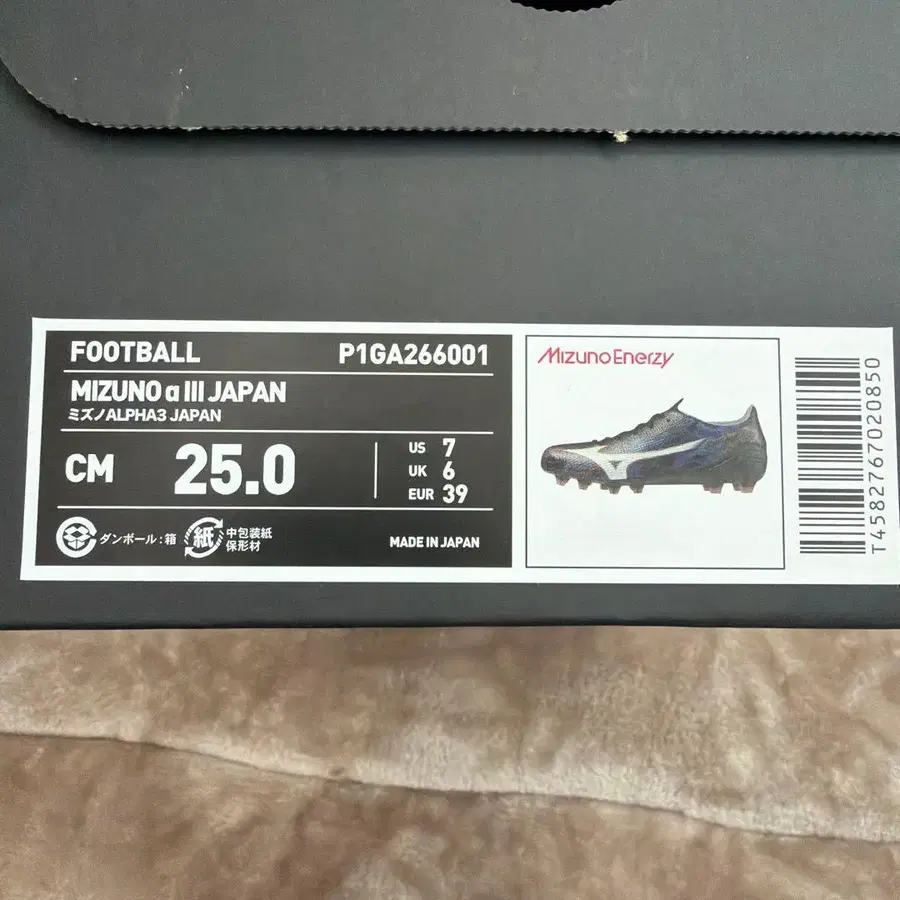 FOOTBALL P1GA266001
MIZUNO α III JAPAN
ミズノALPHA3 JAPAN
CM 25.0
US 7
UK 6
EUR 39
ダンボール:箱
紙
中包装紙
保形材
MADE IN JAPAN
MizunoEnerzy
T4582767020850